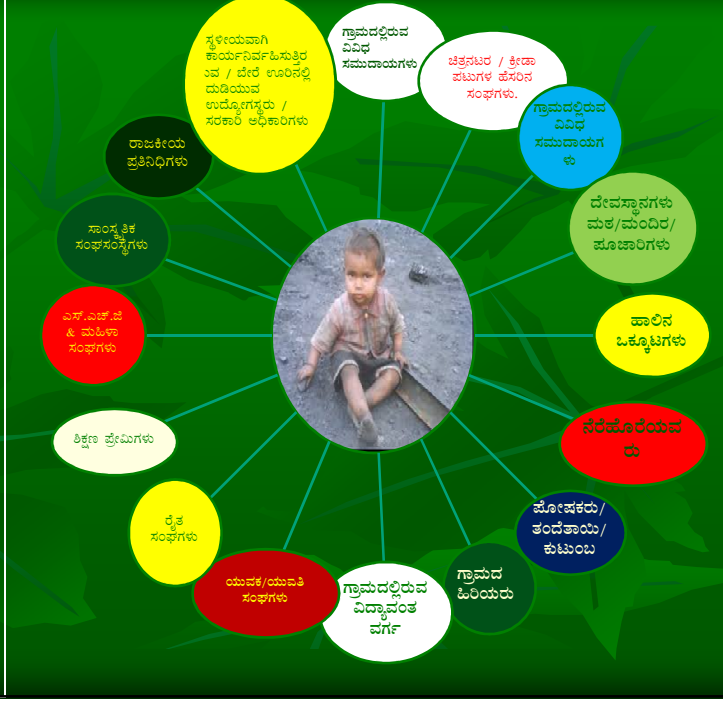 ಗ್ರಾಮದಲ್ಲಿರುವ
ವಿವಿಧ
ಸಮುದಾಯಗಳು
ಚಿತ್ರನಟರ / ಕ್ರೀಡಾ
ಪಟುಗಳ ಹೆಸರಿನ
ಸಂಘಗಳು.
ಗ್ರಾಮದಲ್ಲಿರುವ
ವಿವಿಧ
ಸಮುದಾಯಗ
ಳು
ದೇವಸ್ಥಾನಗಳು
ಮಠ/ಮಂದಿರ/
ಪೂಜಾರಿಗಳು
ಹಾಲಿನ
ಒಕ್ಕೂಟಗಳು
ನೆರೆಹೊರೆಯವ
ರು
ಪೋಷಕರು/
ತಂದೆತಾಯಿ/
ಕುಟುಂಬ
ಗ್ರಾಮದ
ಹಿರಿಯರು
ಗ್ರಾಮದಲ್ಲಿರುವ
ವಿದ್ಯಾವಂತ
ವರ್ಗ
ಯುವಕ/ಯುವತಿ
ಸಂಘಗಳು
ರೈತ
ಸಂಘಗಳು
ಶಿಕ್ಷಣ ಪ್ರೇಮಿಗಳು
ಎಸ್.ಎಚ್.ಜಿ
& ಮಹಿಳಾ
ಸಂಘಗಳು
ಸಾಂಸ್ಕೃತಿಕ
ಸಂಘಸಂಸ್ಥೆಗಳು
ರಾಜಕೀಯ
ಪ್ರತಿನಿಧಿಗಳು
ಸ್ಥಳೀಯವಾಗಿ
ಕಾರ್ಯನಿರ್ವಹಿಸುತ್ತಿರ
ುವ / ಬೇರೆ ಊರಿನಲ್ಲಿ
ದುಡಿಯುವ
ಉದ್ಯೋಗಸ್ಥರು /
ಸರಕಾರಿ ಅಧಿಕಾರಿಗಳು